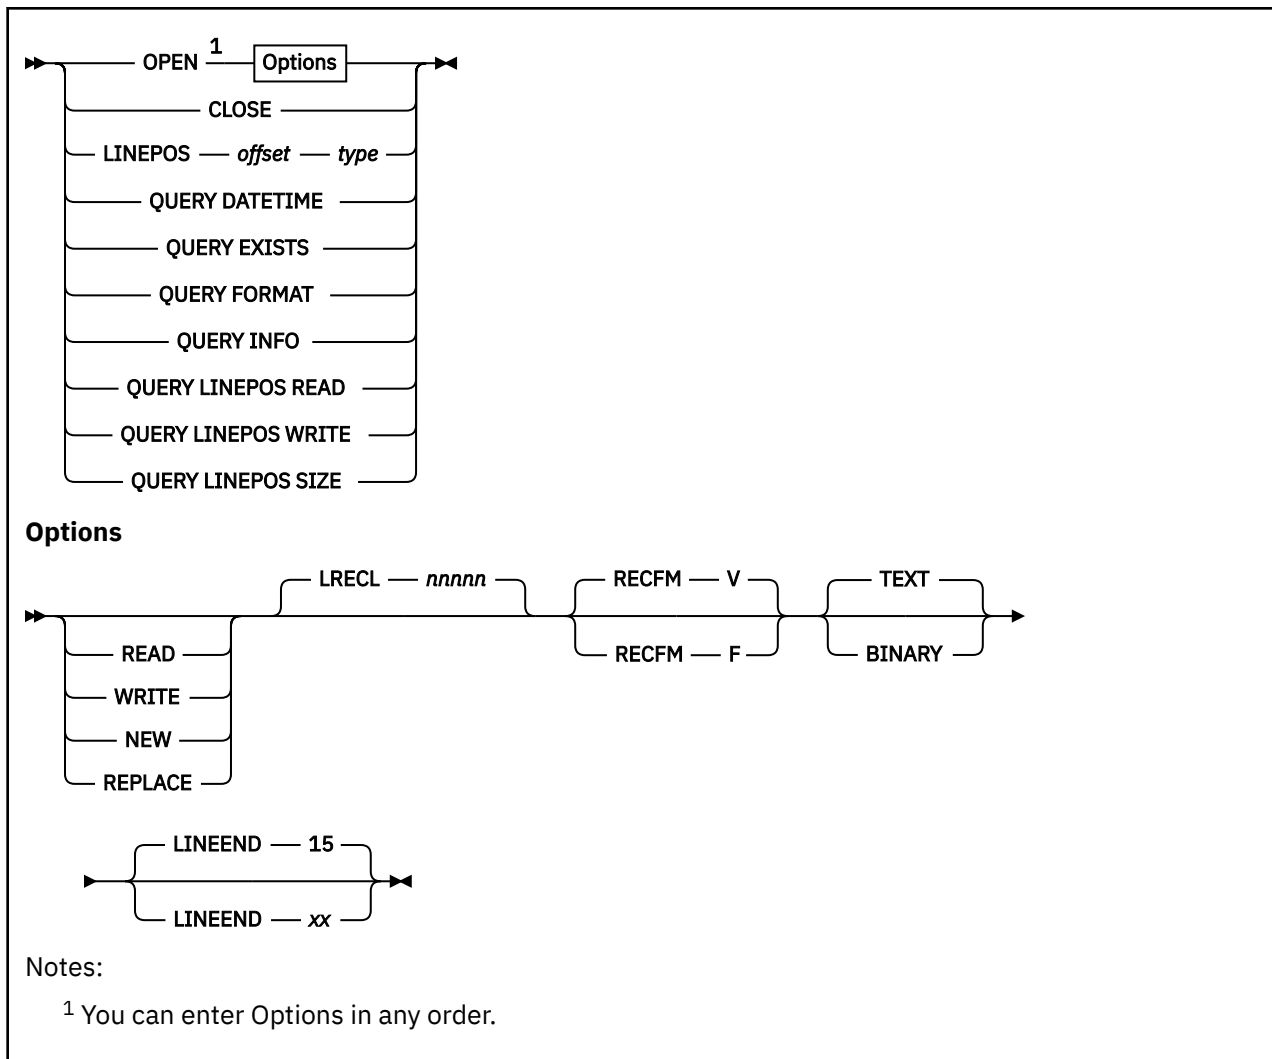 OPEN 1 Options
CLOSE
LINEPOS offset type
QUERY DATETIME
QUERY EXISTS
QUERY FORMAT
QUERY INFO
QUERY LINEPOS READ
QUERY LINEPOS WRITE
QUERY LINEPOS SIZE
Options
LRECL nnnnn RECFM V TEXT
READ RECFM F BINARY
WRITE
NEW
REPLACE
LINEEND 15
LINEEND xx
Notes:
1 You can enter Options in any order.